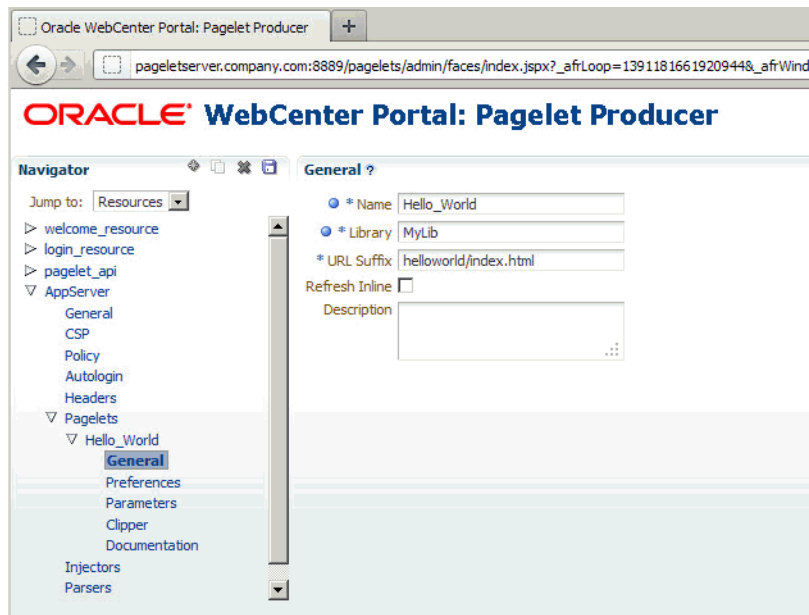 Oracle WebCenter Portal: Pagelet Producer
pageletserver.company.com:8889/pagelets/admin/faces/index.jspx?_afrLoop=1391181661920944&_afrWind
ORACLE WebCenter Portal: Pagelet Producer
Navigator
Jump to: Resources
welcome_resource
login_resource
pagelet_api
AppServer
General
CSP
Policy
Autologin
Headers
Pagelets
Hello_World
General
Preferences
Parameters
Clipper
Documentation
Injectors
Parsers
General ?
* Name Hello_World
* Library MyLib
* URL Suffix helloworld/index.html
Refresh Inline
Description